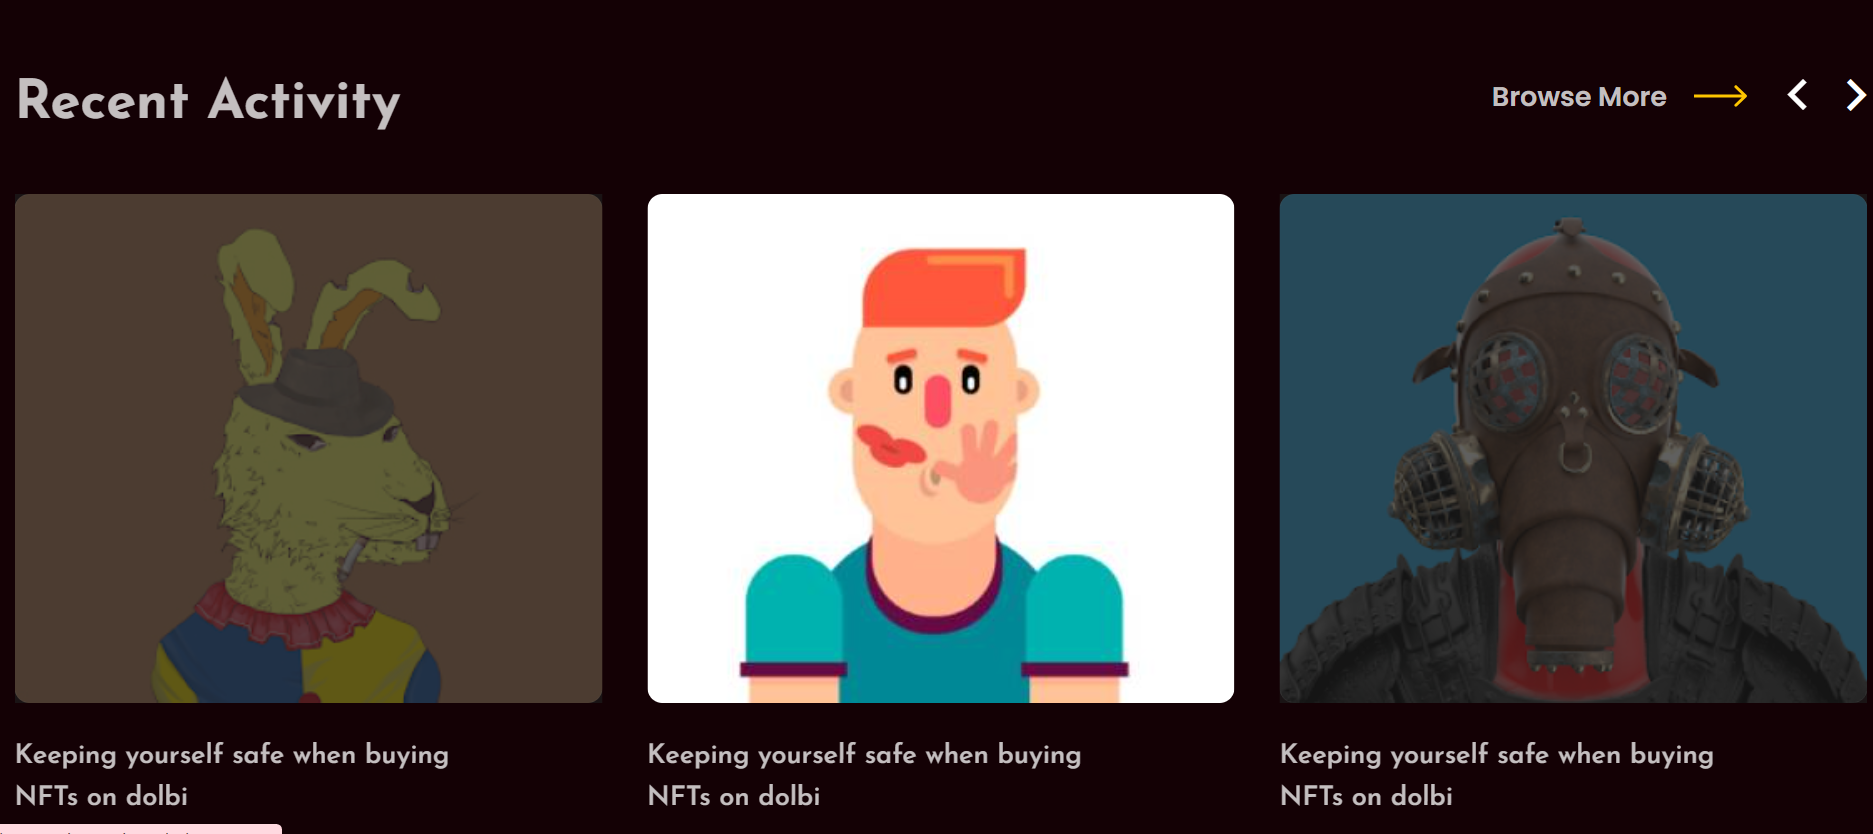 Recent Activity
Browse More
Keeping yourself safe when buying
NFTs on dolbi
Keeping yourself safe when buying
NFTs on dolbi
Keeping yourself safe when buying
NFTs on dolbi